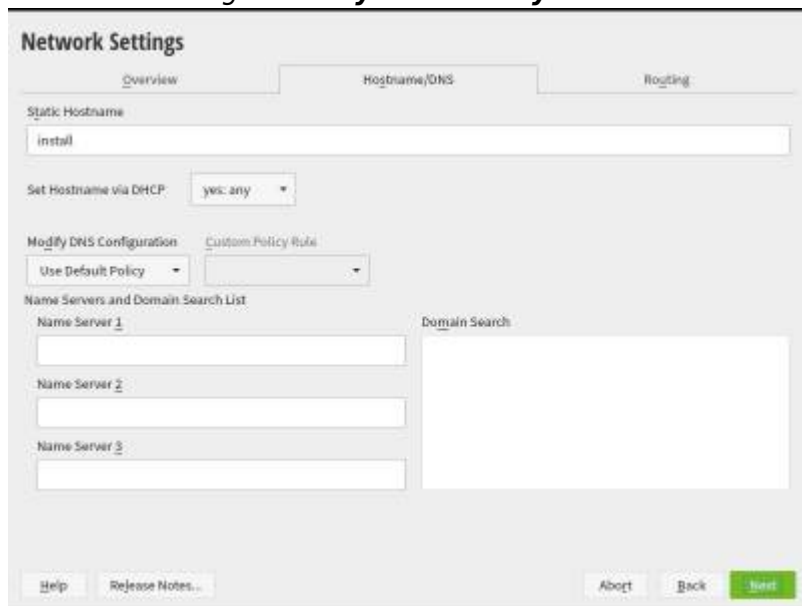 Network Settings
Overview Hostname/DNS Routing
Static Hostname
install
Set Hostname via DHCP yes: any
Modify DNS Configuration Custom Policy Rule
Use Default Policy
Name Servers and Domain Search List
Name Server 1 Domain Search
Name Server 2
Name Server 3
Help Release Notes... Abort Back Next